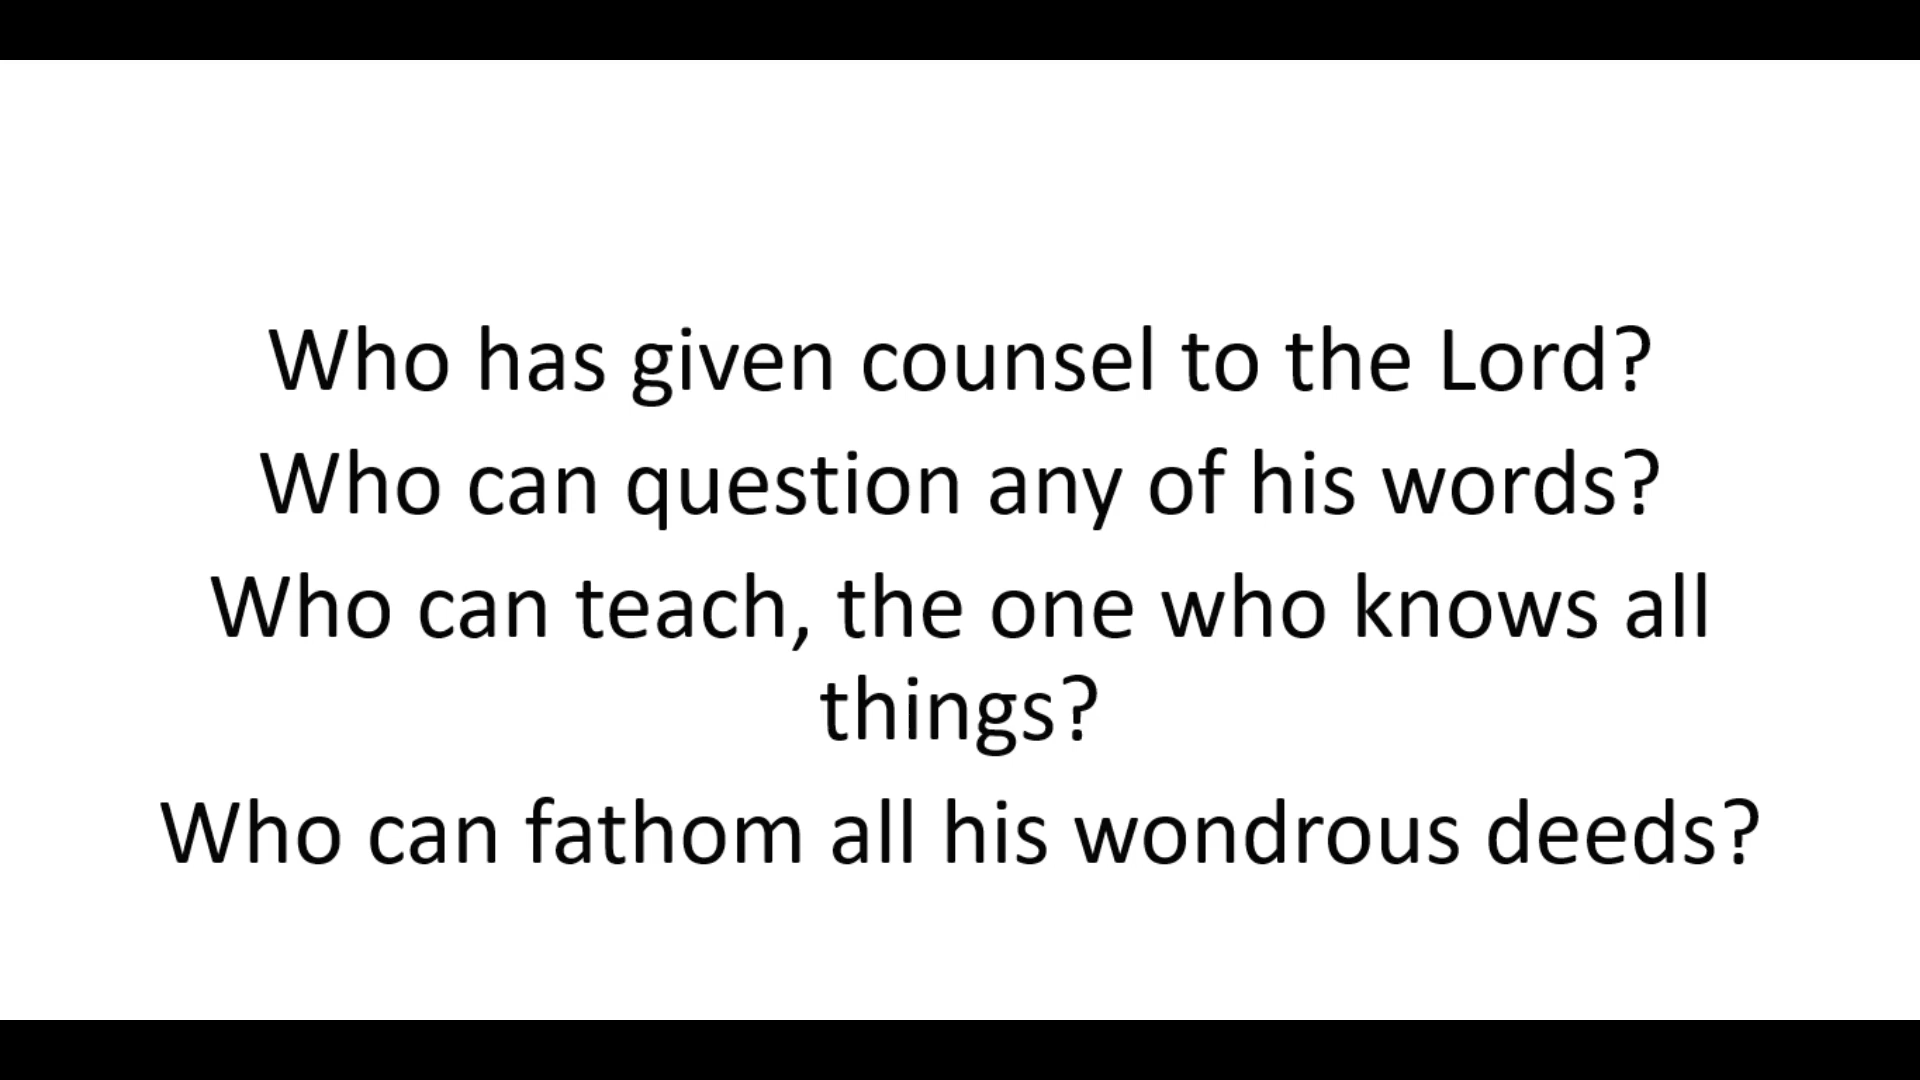 Who has given counsel to the Lord?
Who can question any of his words?
Who can teach, the one who knows all
things?
Who can fathom all his wondrous deeds?